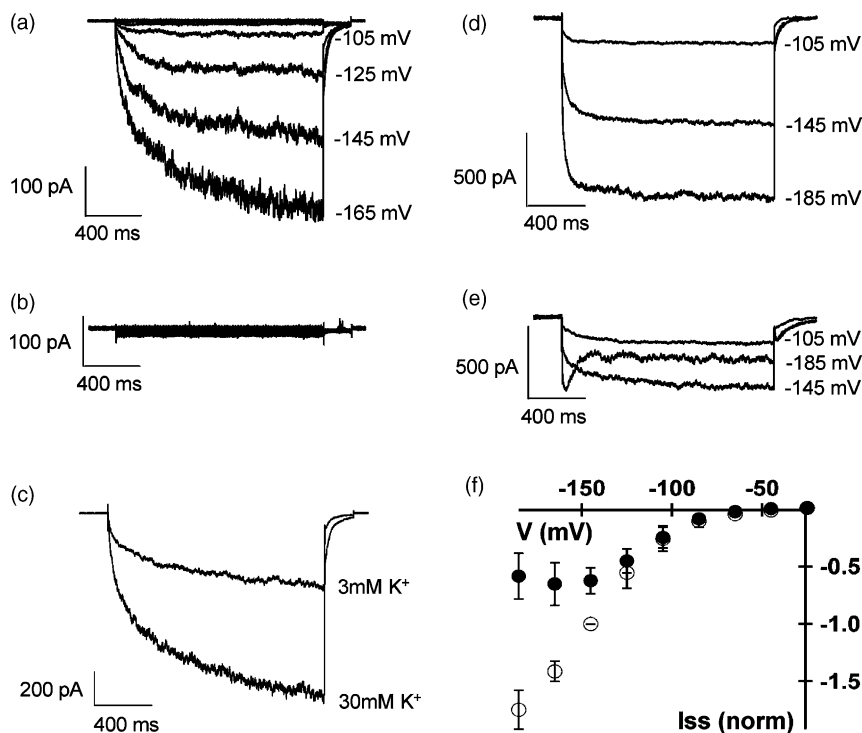 (a)
-105 mV
-125 mV
-145 mV
-165 mV
100 pA
400 ms
(b)
100 pA
400 ms
(c)
3mM K⁺
30mM K⁺
200 pA
400 ms
(d)
-105 mV
-145 mV
-185 mV
500 pA
400 ms
(e)
-105 mV
-185 mV
-145 mV
500 pA
400 ms
(f)
-150 -100 -50
V (mV)
-0.5
-1.0
-1.5
Iss (norm)